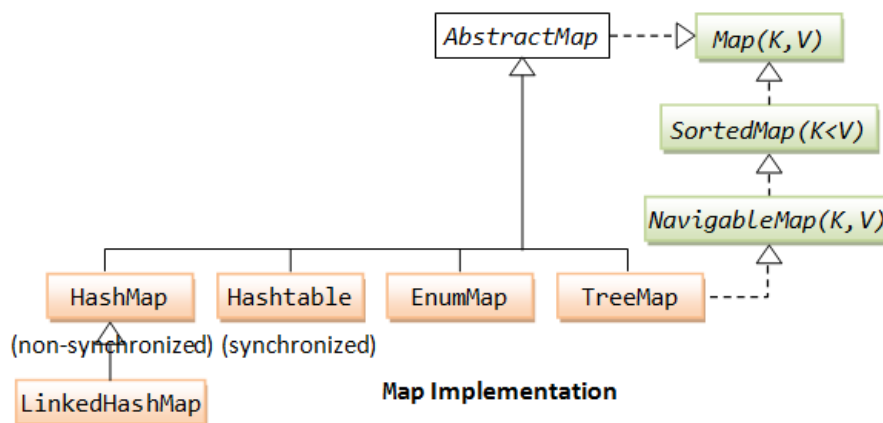 AbstractMap
Map(K,V)
SortedMap(K<V)
NavigableMap(K,V)
HashMap
Hashtable
EnumMap
TreeMap
(non-synchronized)
(synchronized)
LinkedHashMap
Map Implementation